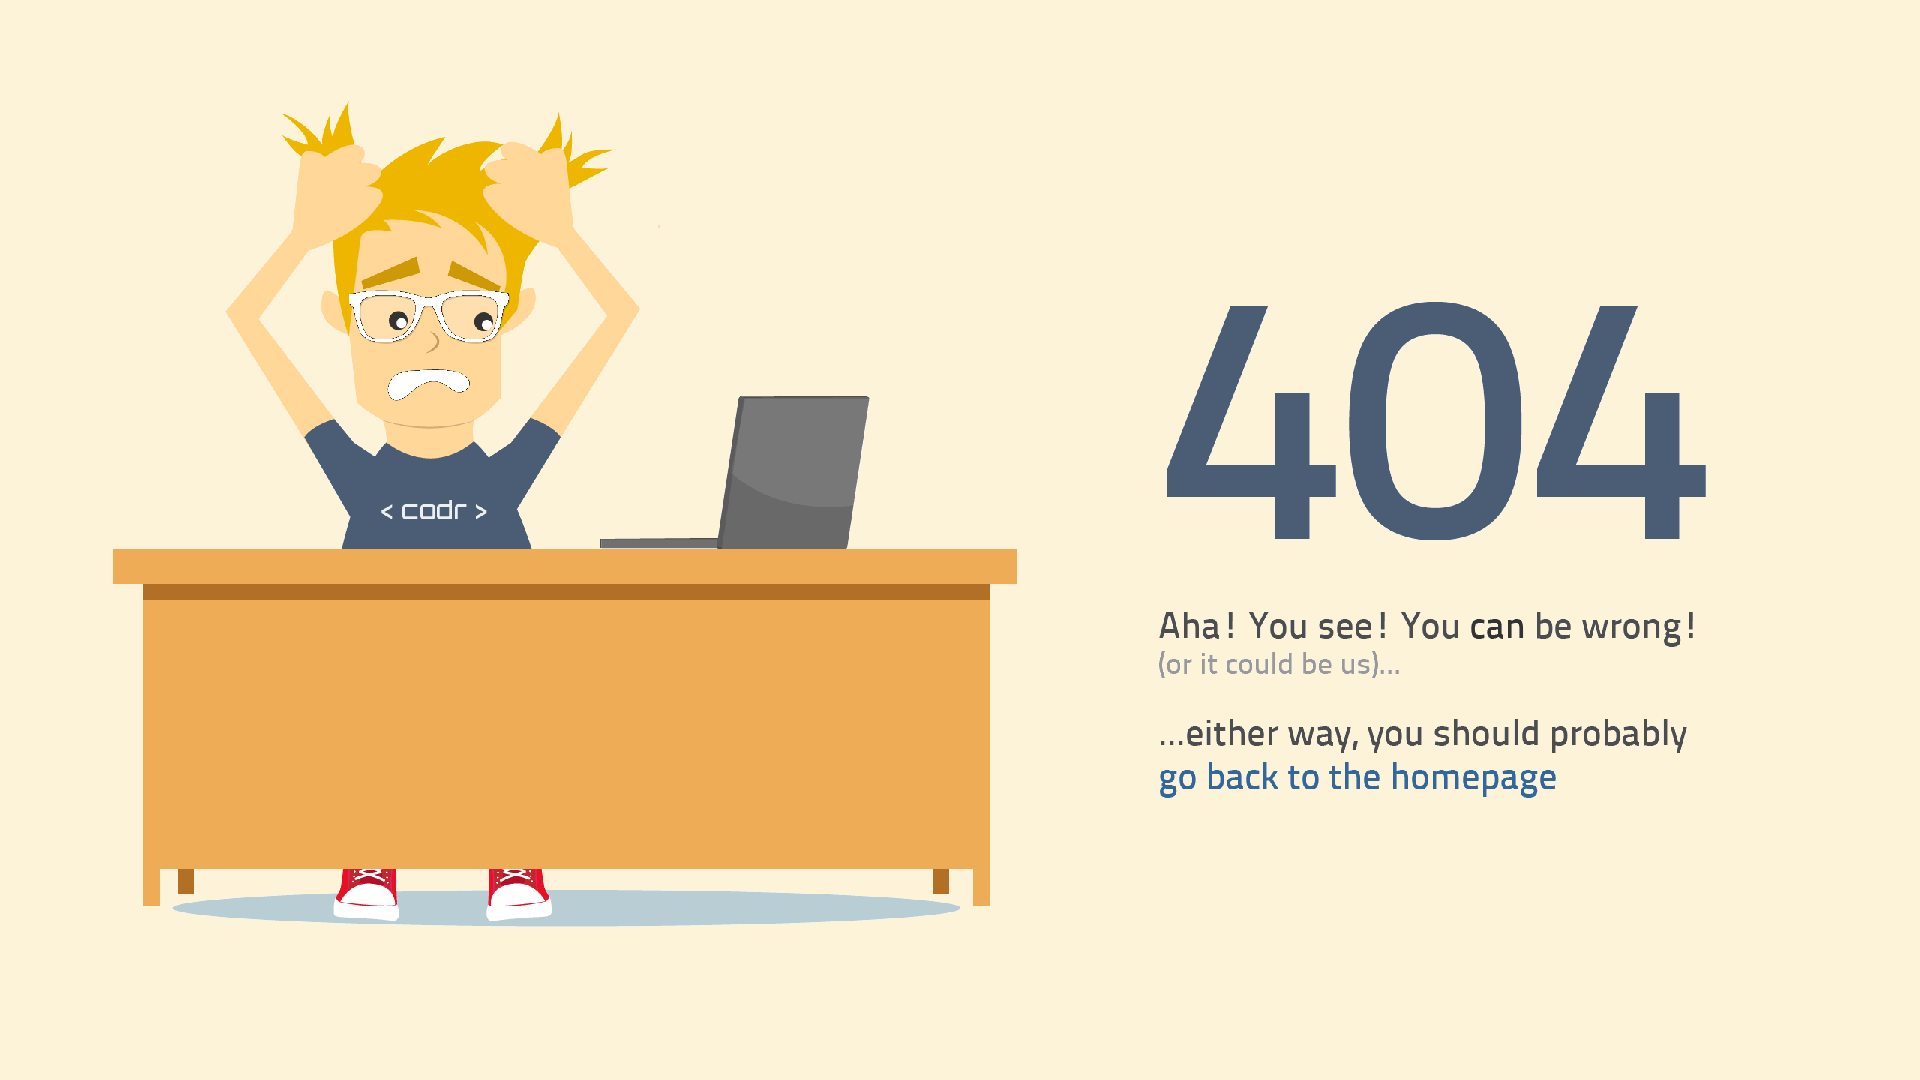 < codr >
404
Aha! You see! You can be wrong!
(or it could be us)...
...either way, you should probably
go back to the homepage